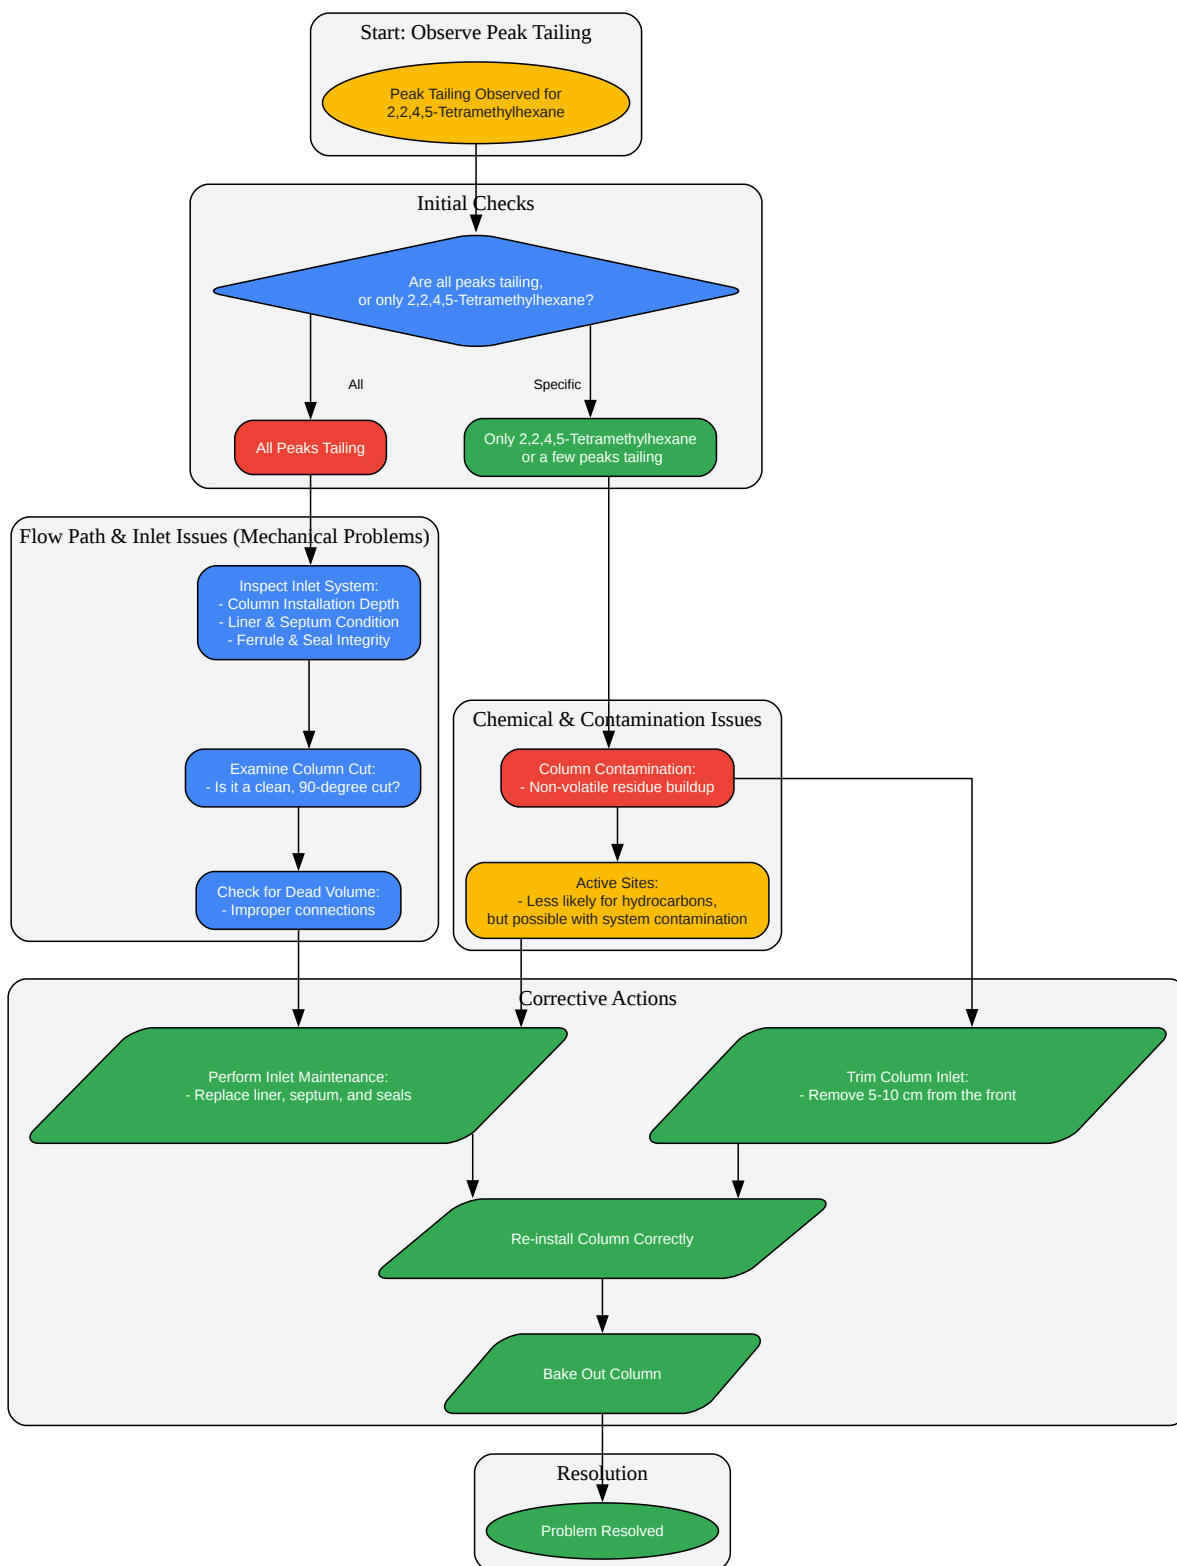 Start: Observe Peak Tailing
Peak Tailing Observed for
2,2,4,5-Tetramethylhexane
Initial Checks
Are all peaks tailing,
or only 2,2,4,5-Tetramethylhexane?
All
Specific
All Peaks Tailing
Only 2,2,4,5-Tetramethylhexane
or a few peaks tailing
Flow Path & Inlet Issues (Mechanical Problems)
Inspect Inlet System:
- Column Installation Depth
- Liner & Septum Condition
- Ferrule & Seal Integrity
Examine Column Cut:
- Is it a clean, 90-degree cut?
Check for Dead Volume:
- Improper connections
Chemical & Contamination Issues
Column Contamination:
- Non-volatile residue buildup
Active Sites:
- Less likely for hydrocarbons,
but possible with system contamination
Corrective Actions
Perform Inlet Maintenance:
- Replace liner, septum, and seals
Trim Column Inlet:
- Remove 5-10 cm from the front
Re-install Column Correctly
Bake Out Column
Resolution
Problem Resolved